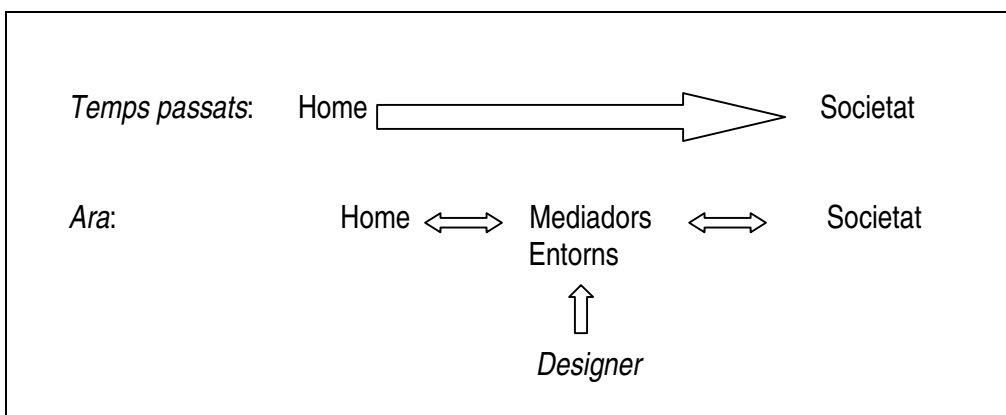 Temps passats: Home Societat
Ara: Home Mediadors Societat
Entorns
Designer